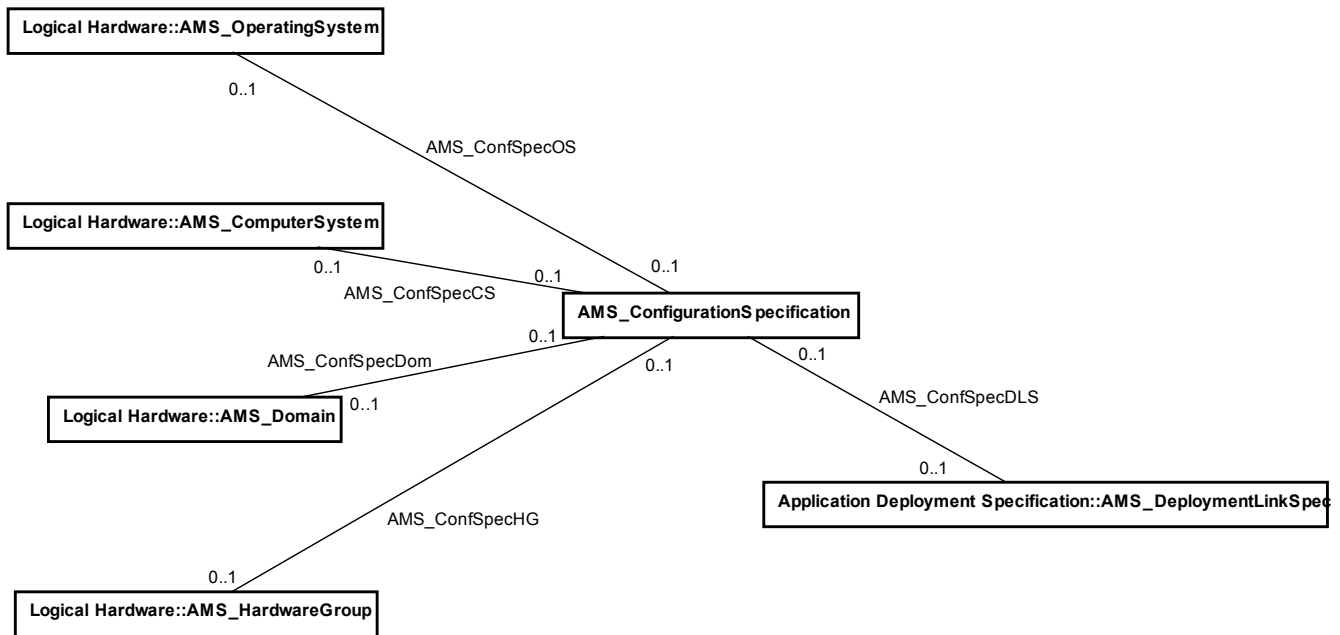 Logical Hardware::AMS_OperatingSystem
0..1
AMS_ConfSpecOS
Logical Hardware::AMS_ComputerSystem
0..1
0..1
0..1
AMS_ConfSpecCS
AMS_ConfigurationSpecification
0..1
0..1
0..1
AMS_ConfSpecDom
AMS_ConfSpecDLS
0..1
Logical Hardware::AMS_Domain
0..1
Application Deployment Specification::AMS_DeploymentLinkSpec
AMS_ConfSpecHG
0..1
Logical Hardware::AMS_HardwareGroup